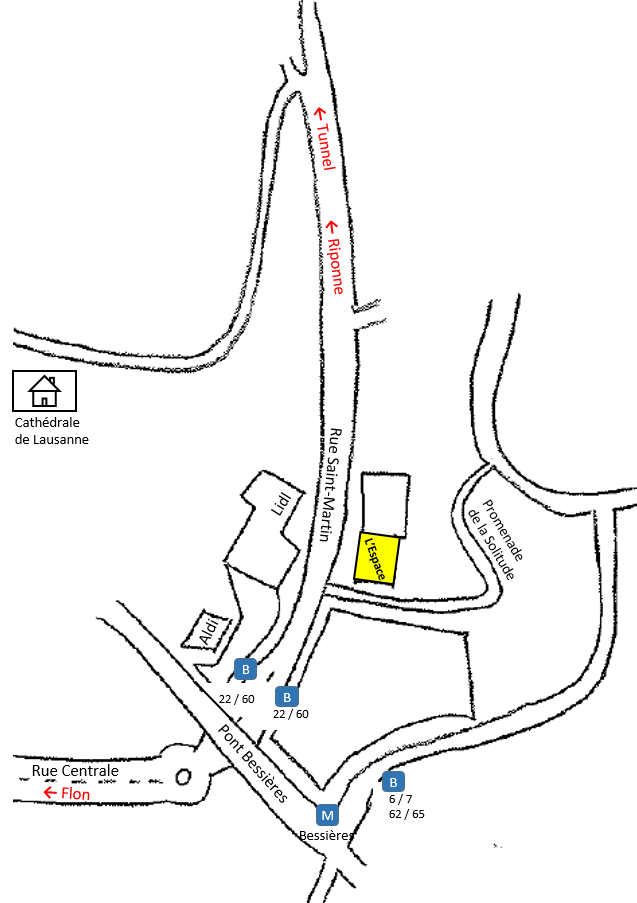 ← Tunnel
← Riponne
Cathédrale
de Lausanne
Rue Saint-Martin
Lidl
Promenade
de la Solitude
L'Espace
Aldi
B
22 / 60
B
22 / 60
Pont Bessières
Rue Centrale
← Flon
B
6 / 7
62 / 65
M
Bessières